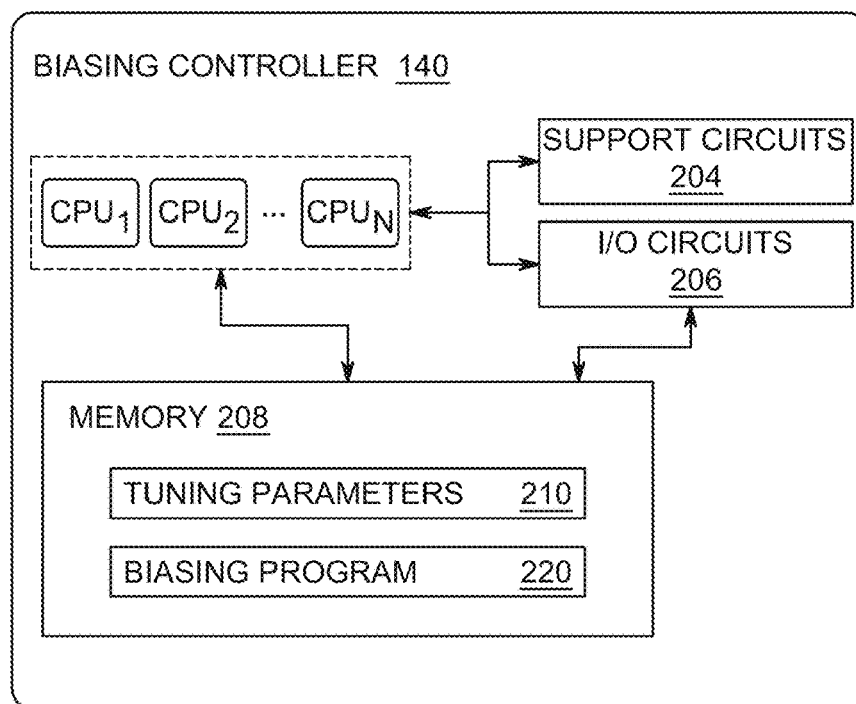 BIASING CONTROLLER 140
SUPPORT CIRCUITS
204
CPU1 CPU2 ... CPUN
I/O CIRCUITS
206
MEMORY 208
TUNING PARAMETERS 210
BIASING PROGRAM 220